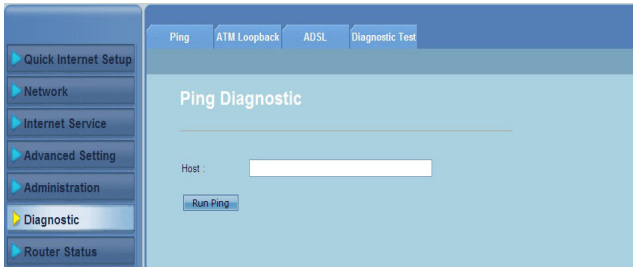 Ping
ATM Loopback
ADSL
Diagnostic Test
Quick Internet Setup
Network
Internet Service
Advanced Setting
Administration
Diagnostic
Router Status
Ping Diagnostic
Host :
Run Ping